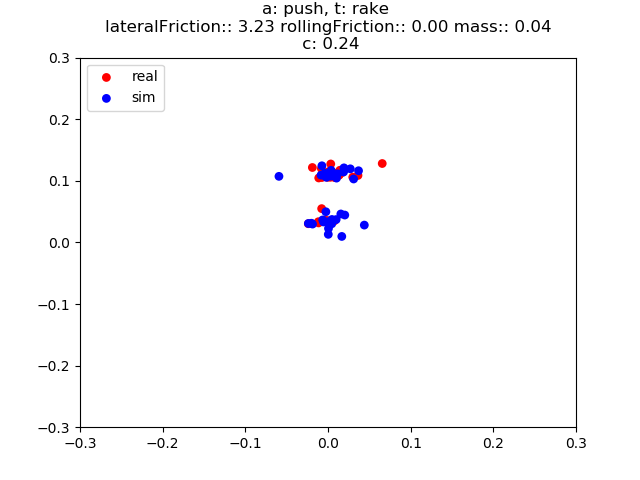 a: push, t: rake
lateralFriction:: 3.23 rollingFriction:: 0.00 mass:: 0.04
c: 0.24
real
sim
0.3
0.2
0.1
0.0
−0.1
−0.2
−0.3
−0.3 −0.2 −0.1 0.0 0.1 0.2 0.3